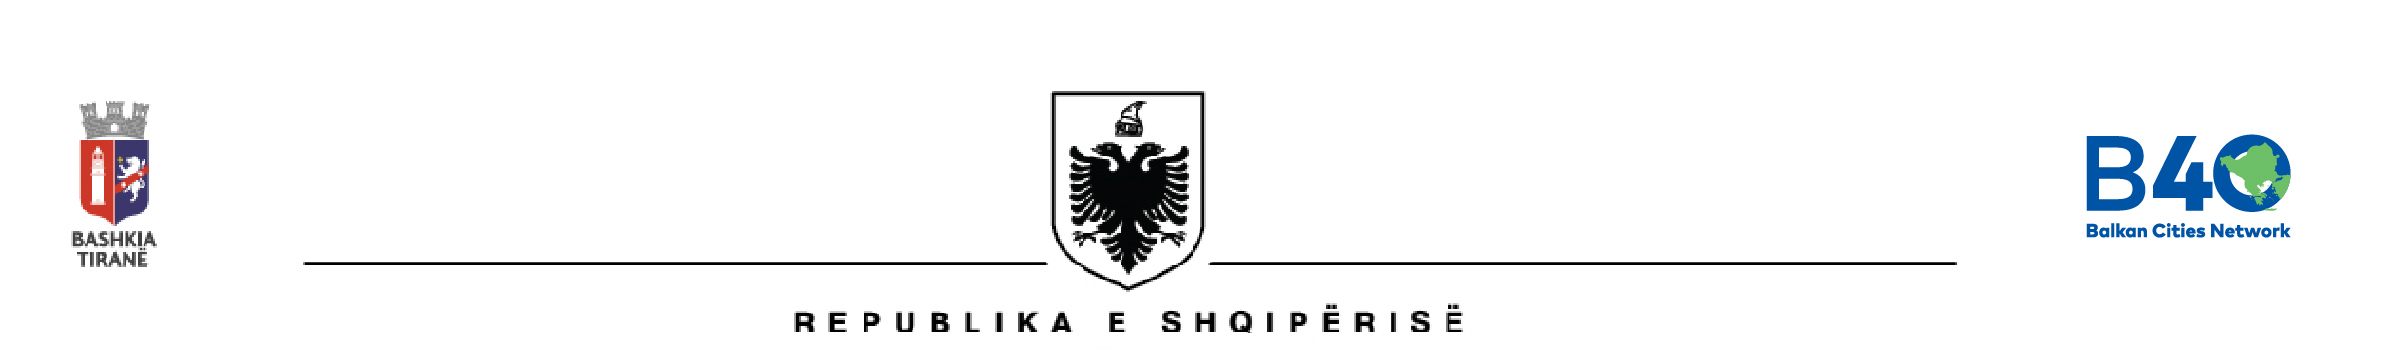 BASHKIA
TIRANË
REPUBLIKA E SHQIPËRISË
B40
Balkan Cities Network